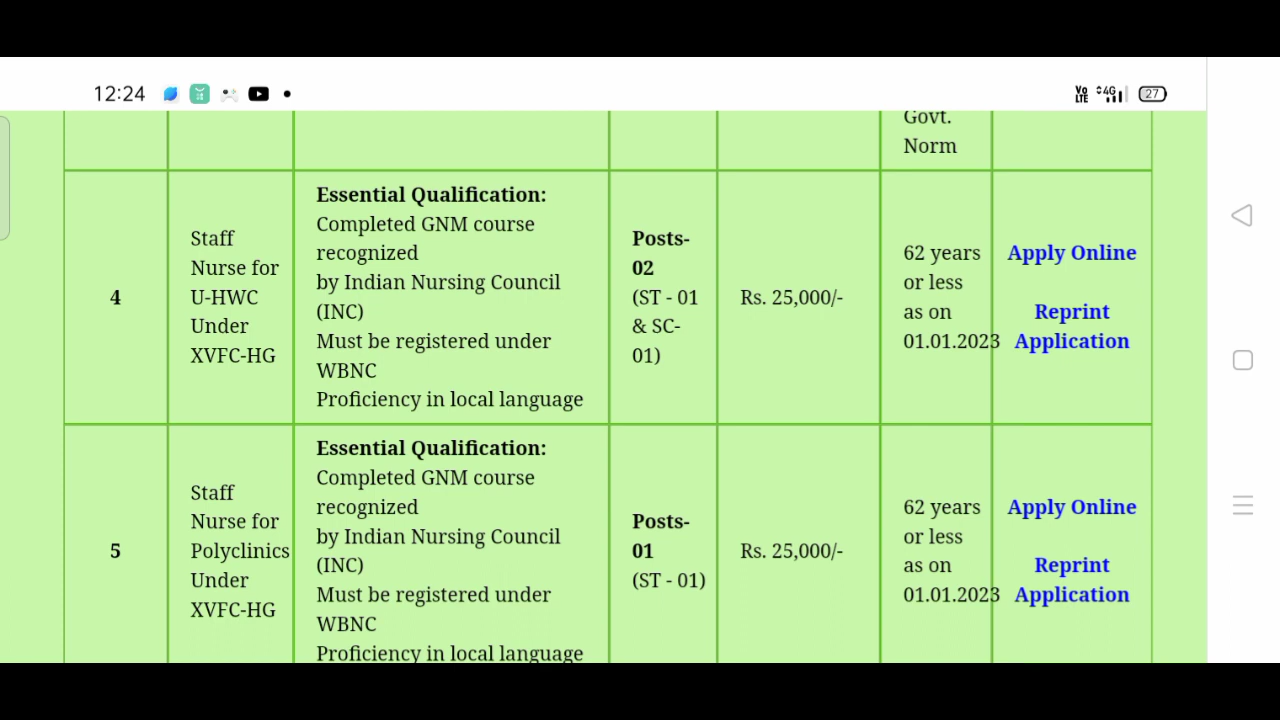 12:24
Vo LTE 4G 27
Govt.
Norm
4
Staff
Nurse for
U-HWC
Under
XVFC-HG
Essential Qualification:
Completed GNM course
recognized
by Indian Nursing Council
(INC)
Must be registered under
WBNC
Proficiency in local language
Posts-
02
(ST - 01
& SC-
01)
Rs. 25,000/-
62 years
or less
as on
01.01.2023
Apply Online
Reprint
Application
5
Staff
Nurse for
Polyclinics
Under
XVFC-HG
Essential Qualification:
Completed GNM course
recognized
by Indian Nursing Council
(INC)
Must be registered under
WBNC
Proficiency in local language
Posts-
01
(ST - 01)
Rs. 25,000/-
62 years
or less
as on
01.01.2023
Apply Online
Reprint
Application